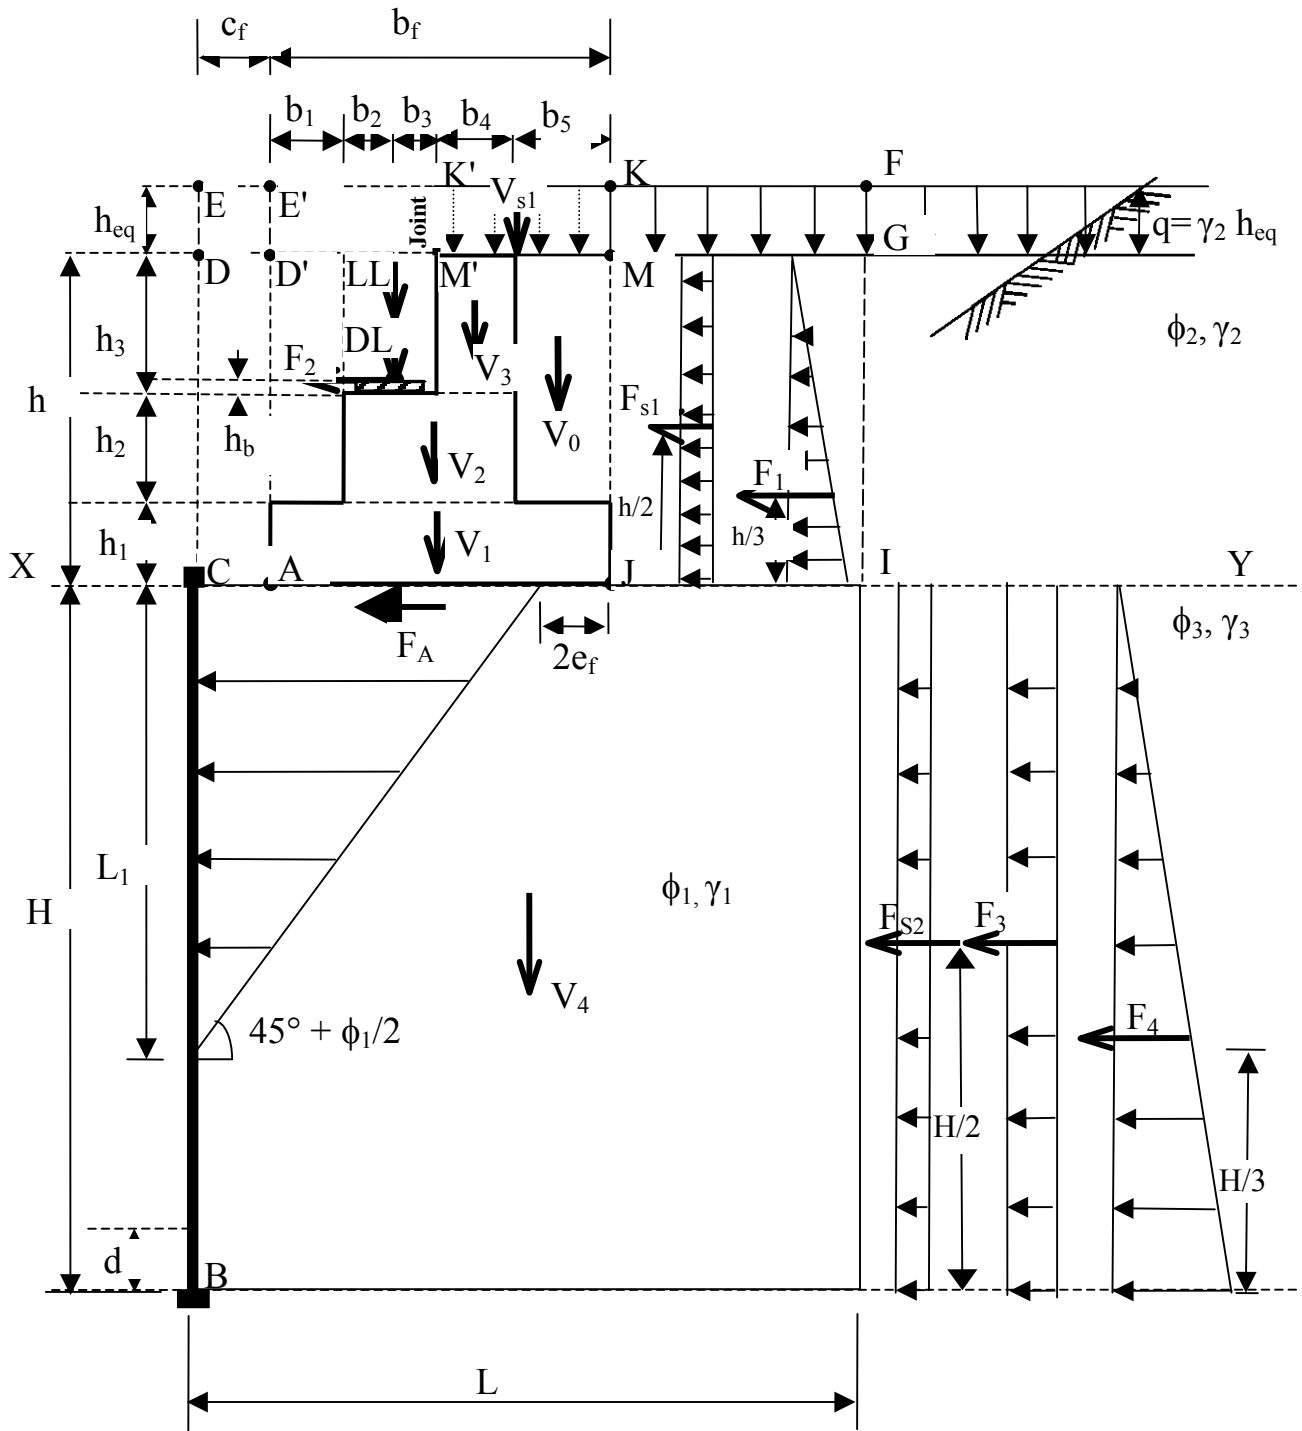 c_f b_f
b_1 b_2 b_3 b_4 b_5
K' K F
V_s1
E E'
h_eq
Joint
q= γ_2 h_eq
G
D D' LL M' M
h_3
DL
F_2
V_3
ϕ_2, γ_2
h
F_s1
h_2
h_b
V_0
V_2
F_1
h/2
h_1
V_1
h/3
X C A J I Y
F_A
2e_f
ϕ_3, γ_3
L_1
H
ϕ_1, γ_1
F_S2 F_3
V_4
F_4
45° + ϕ_1/2
H/2
H/3
d
B
L